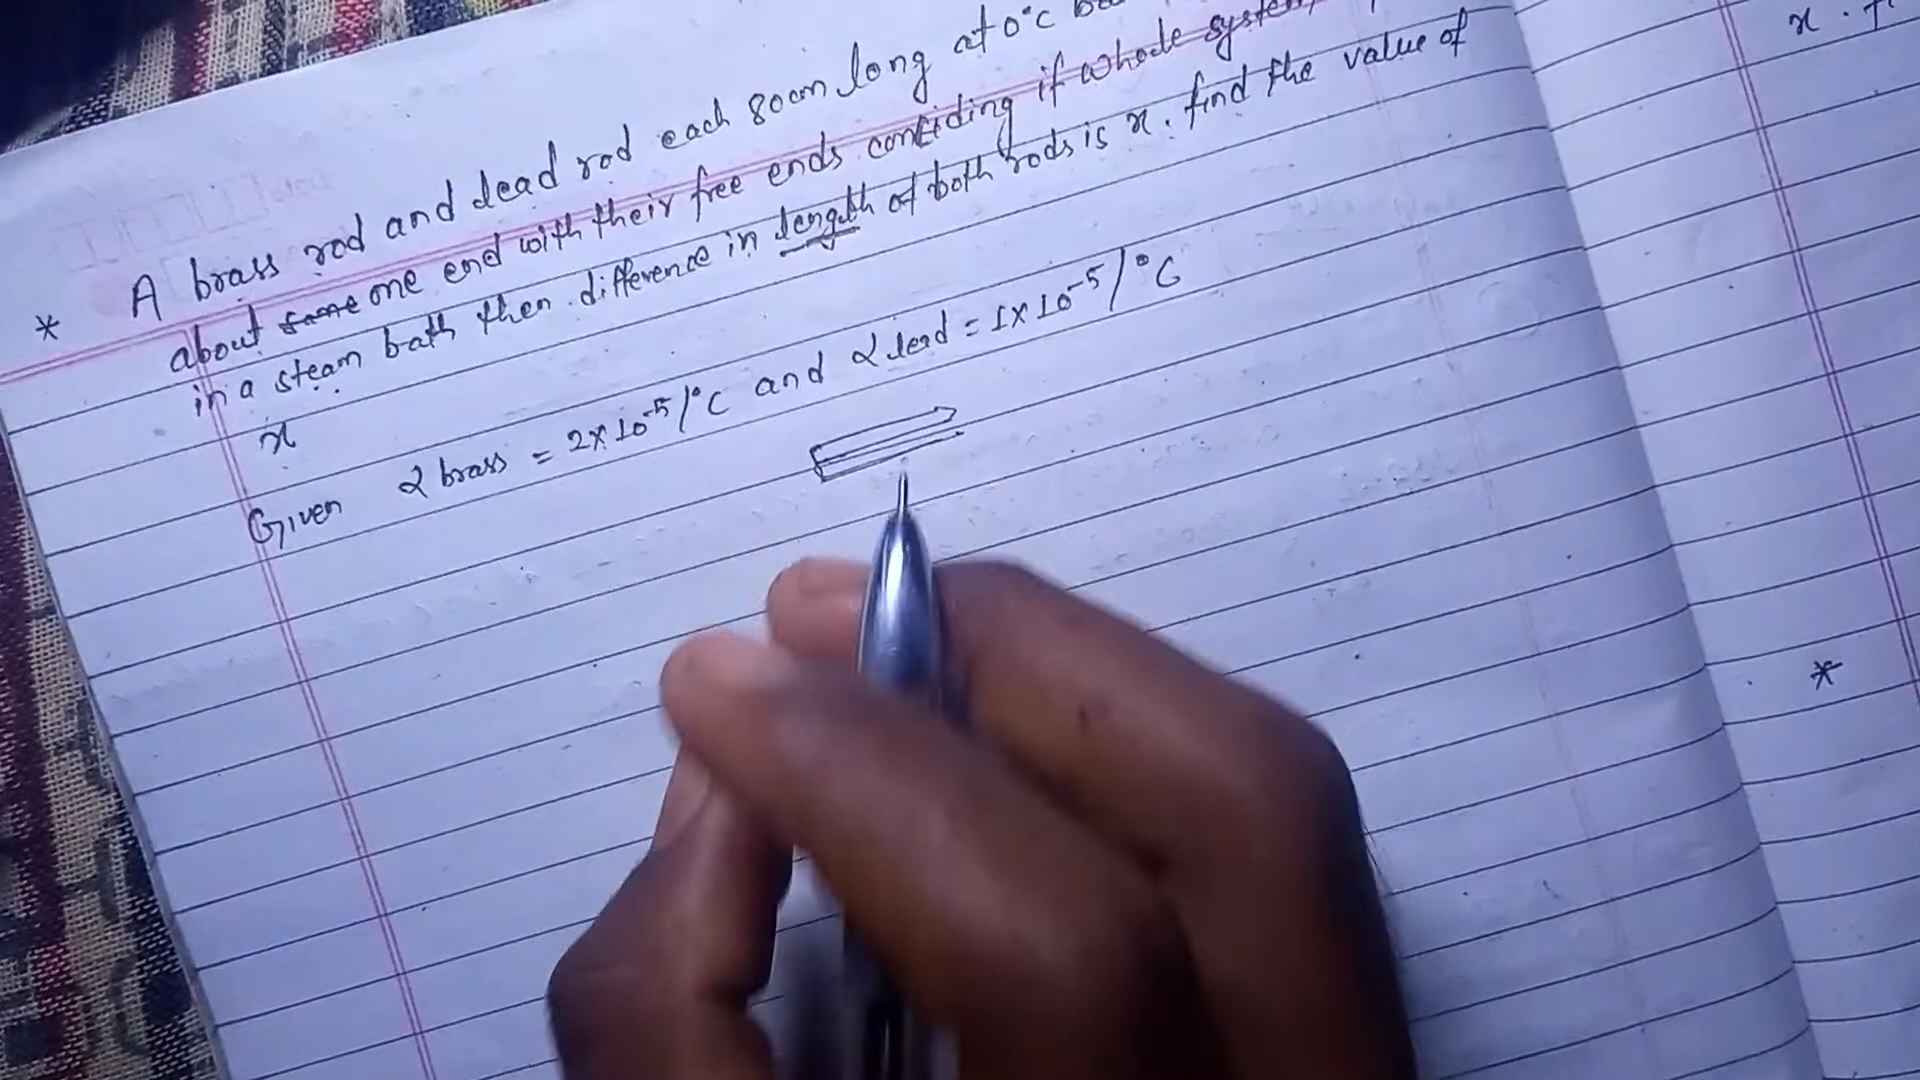 * A brass rod and lead rod each 80cm long at 0°C
about same one end with their free ends conciding if whole system
in a steam bath then difference in length of both rods is x. find the value of
x
Given α brass = 2×10⁻⁵/°C and α lead = 1×10⁻⁵/°C
x.
*